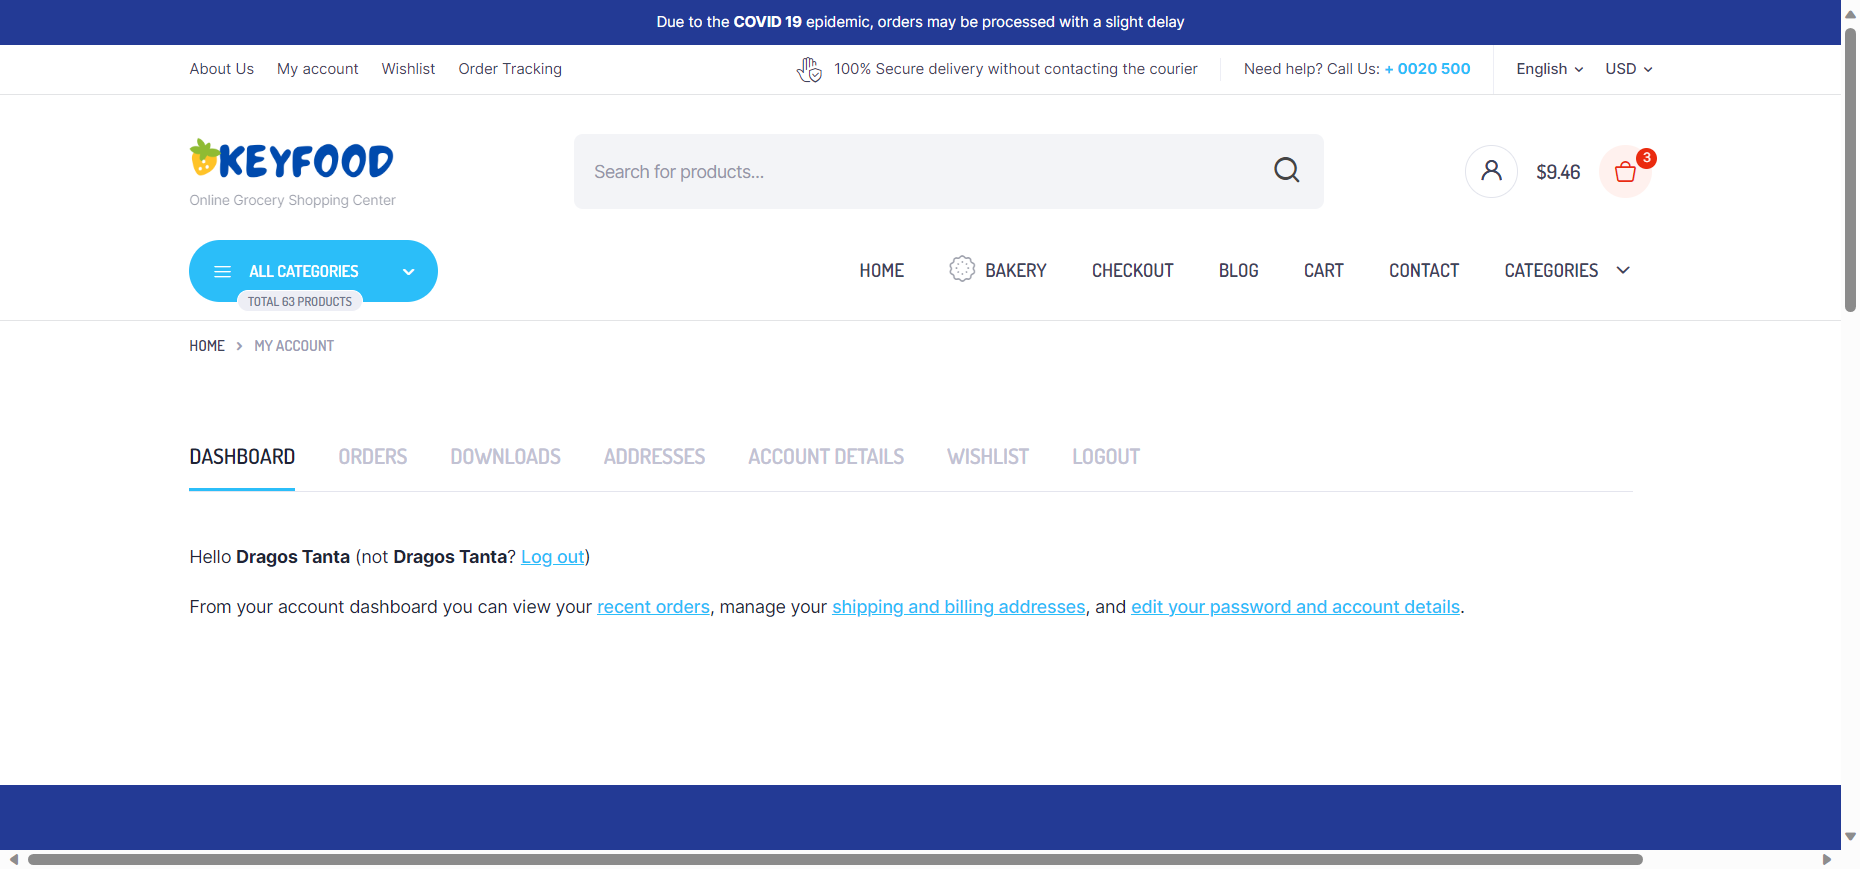 Due to the COVID 19 epidemic, orders may be processed with a slight delay
About Us My account Wishlist Order Tracking 100% Secure delivery without contacting the courier Need help? Call Us: + 0020 500 English USD
KEYFOOD
Online Grocery Shopping Center
Search for products...
$9.46
3
ALL CATEGORIES
TOTAL 63 PRODUCTS
HOME BAKERY CHECKOUT BLOG CART CONTACT CATEGORIES
HOME MY ACCOUNT
DASHBOARD ORDERS DOWNLOADS ADDRESSES ACCOUNT DETAILS WISHLIST LOGOUT
Hello Dragos Tanta (not Dragos Tanta? Log out)
From your account dashboard you can view your recent orders, manage your shipping and billing addresses, and edit your password and account details.